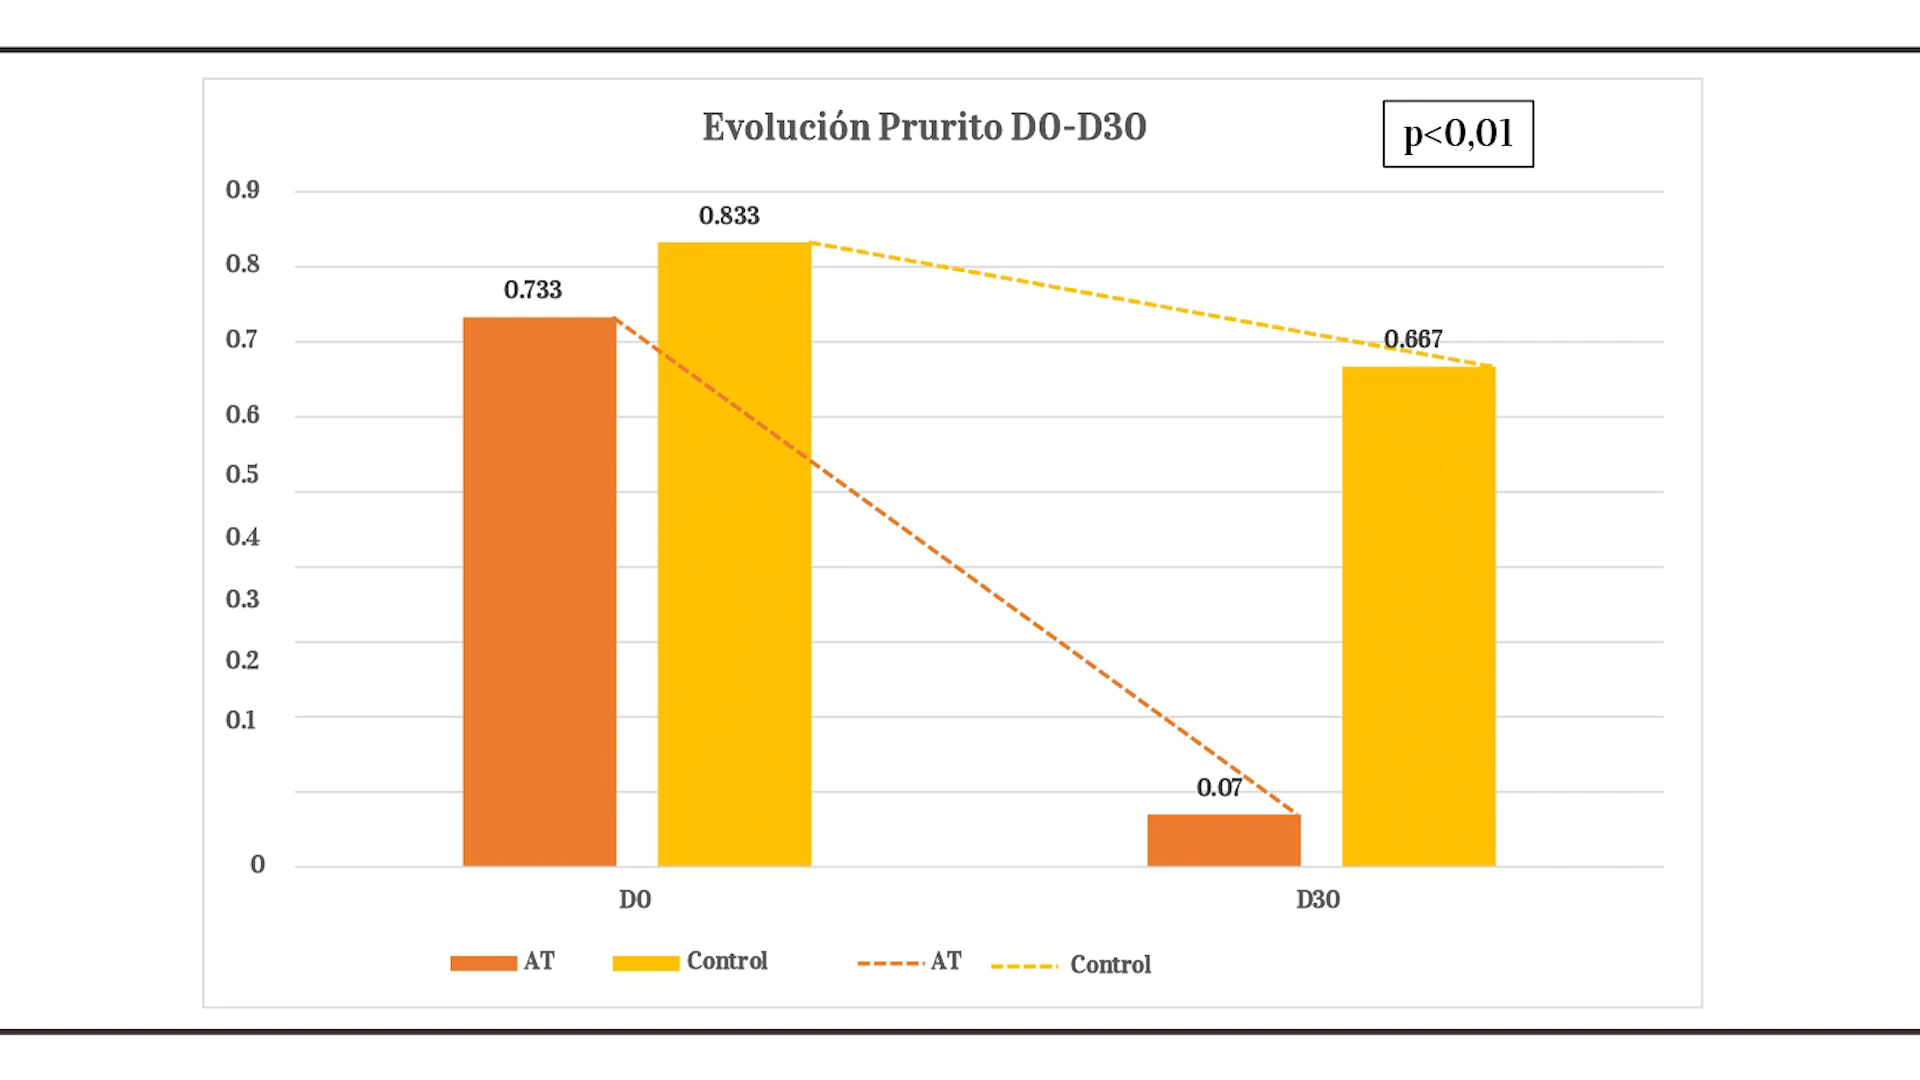 Evolución Prurito D0-D30
p<0,01
0.9
0.8
0.7
0.6
0.5
0.4
0.3
0.2
0.1
0
0.733
0.833
0.07
0.667
D0
D30
AT
Control
AT
Control